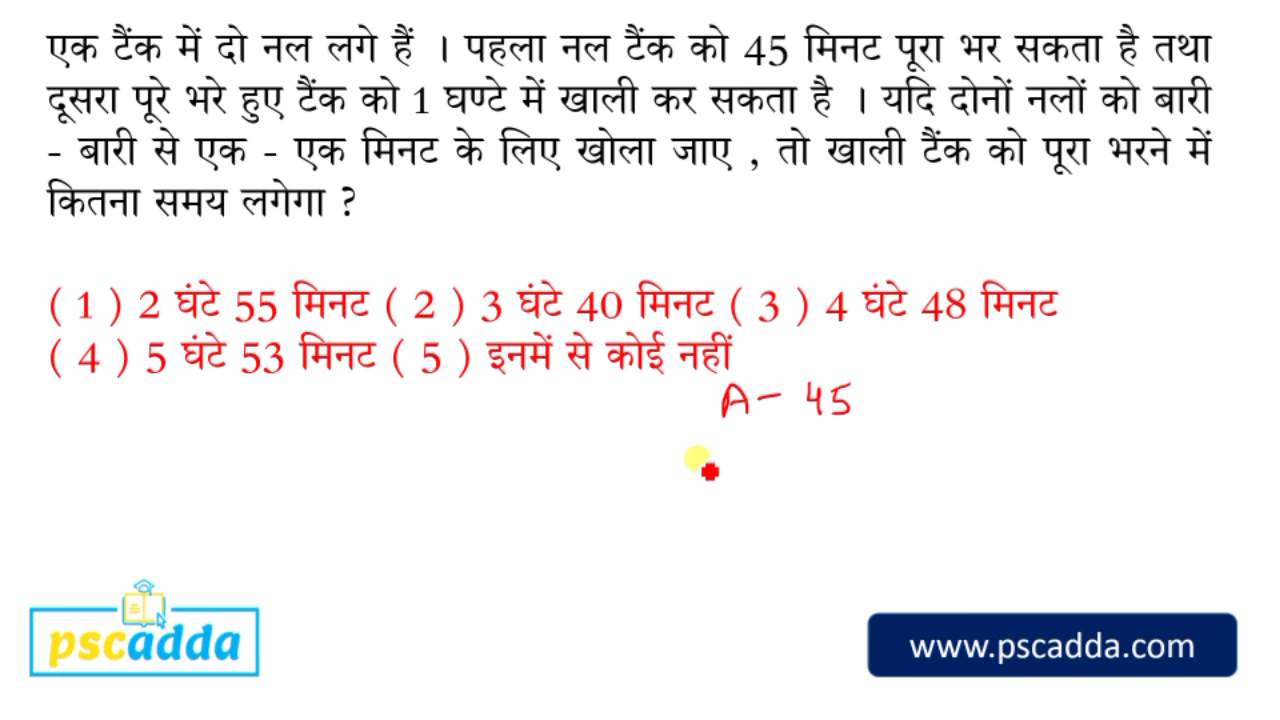 एक टैंक में दो नल लगे हैं । पहला नल टैंक को 45 मिनट पूरा भर सकता है तथा
दूसरा पूरे भरे हुए टैंक को 1 घण्टे में खाली कर सकता है । यदि दोनों नलों को बारी
- बारी से एक - एक मिनट के लिए खोला जाए , तो खाली टैंक को पूरा भरने में
कितना समय लगेगा ?
( 1 ) 2 घंटे 55 मिनट ( 2 ) 3 घंटे 40 मिनट ( 3 ) 4 घंटे 48 मिनट
( 4 ) 5 घंटे 53 मिनट ( 5 ) इनमें से कोई नहीं
A - 45
pscadda
www.pscadda.com